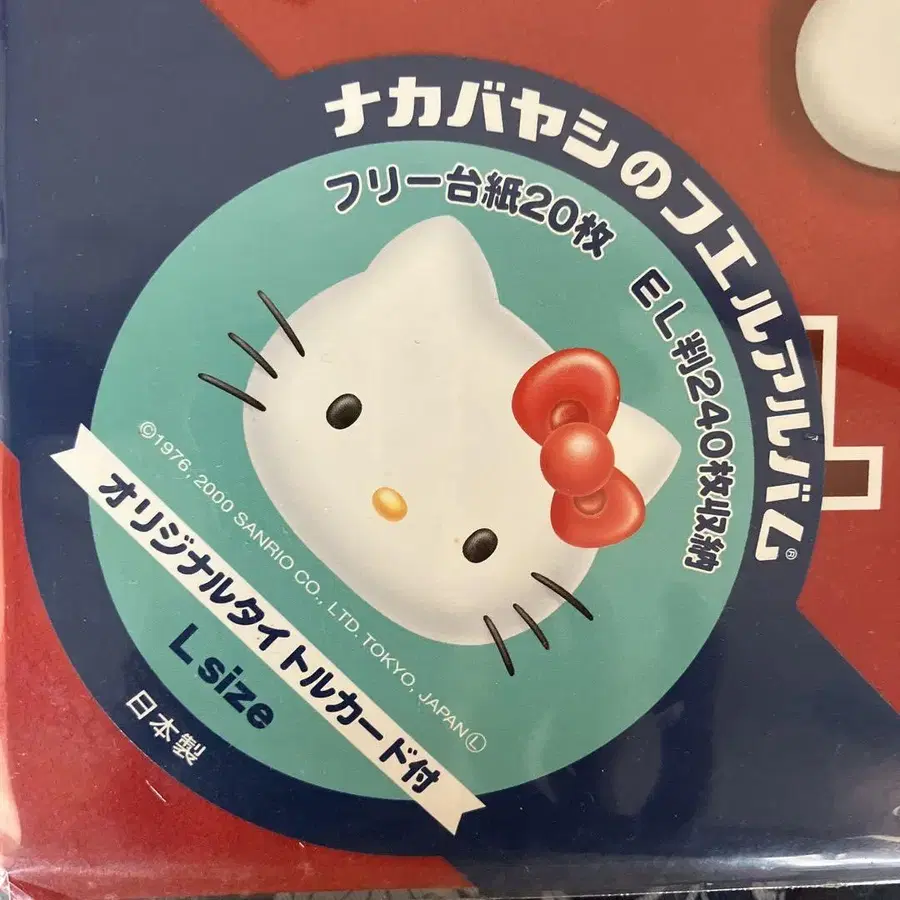 ナカバヤシのフエルアルバム®
フリー台紙20枚 EL判240枚収納
©1976, 2000 SANRIO CO., LTD. TOKYO, JAPAN Ⓛ
オリジナルタイトルカード付
L size
日本製